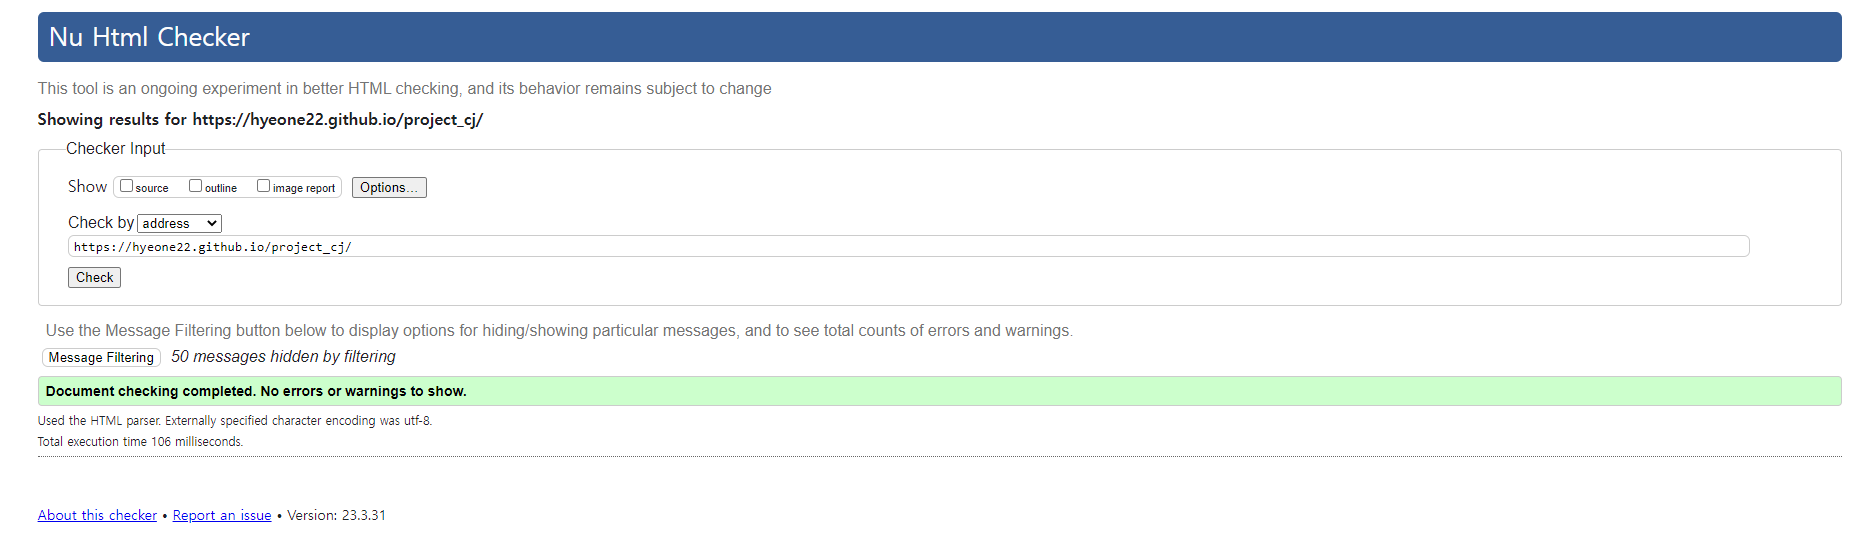 Nu Html Checker
This tool is an ongoing experiment in better HTML checking, and its behavior remains subject to change
Showing results for https://hyeone22.github.io/project_cj/
Checker Input
Show source outline image report Options...
Check by address
https://hyeone22.github.io/project_cj/
Check
Use the Message Filtering button below to display options for hiding/showing particular messages, and to see total counts of errors and warnings.
Message Filtering 50 messages hidden by filtering
Document checking completed. No errors or warnings to show.
Used the HTML parser. Externally specified character encoding was utf-8.
Total execution time 106 milliseconds.
About this checker • Report an issue • Version: 23.3.31